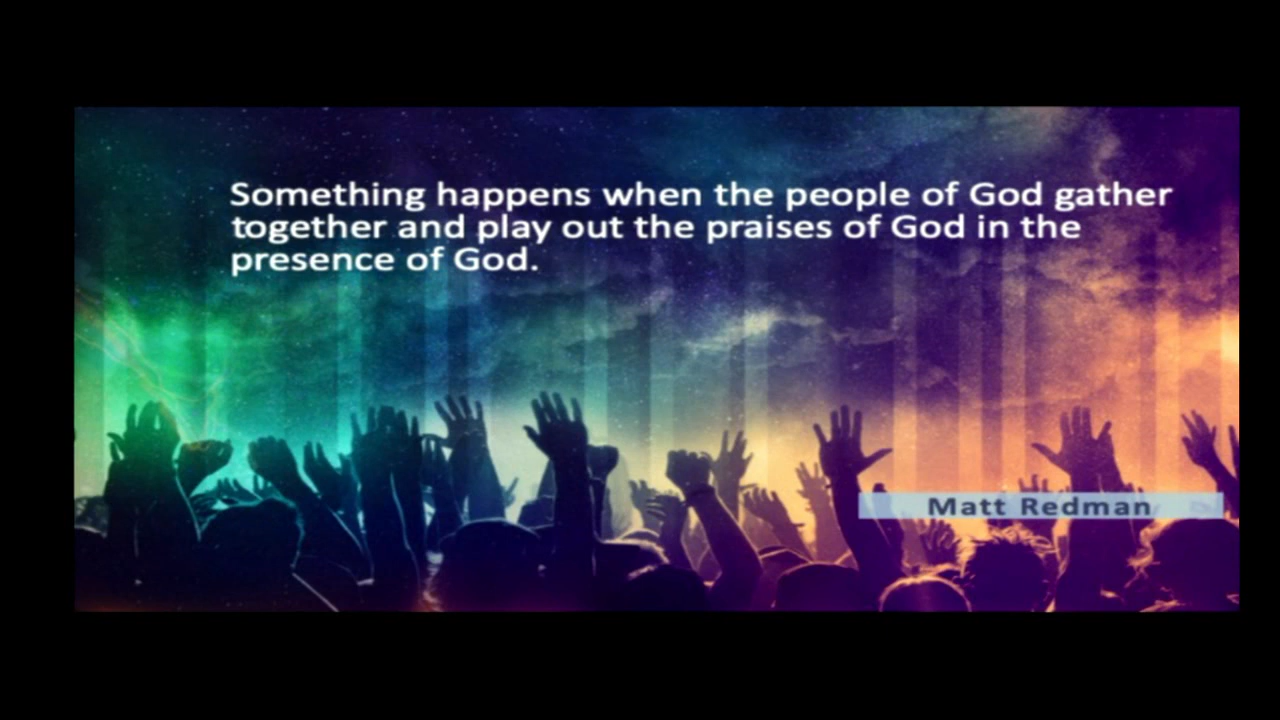 Something happens when the people of God gather
together and play out the praises of God in the
presence of God.
Matt Redman